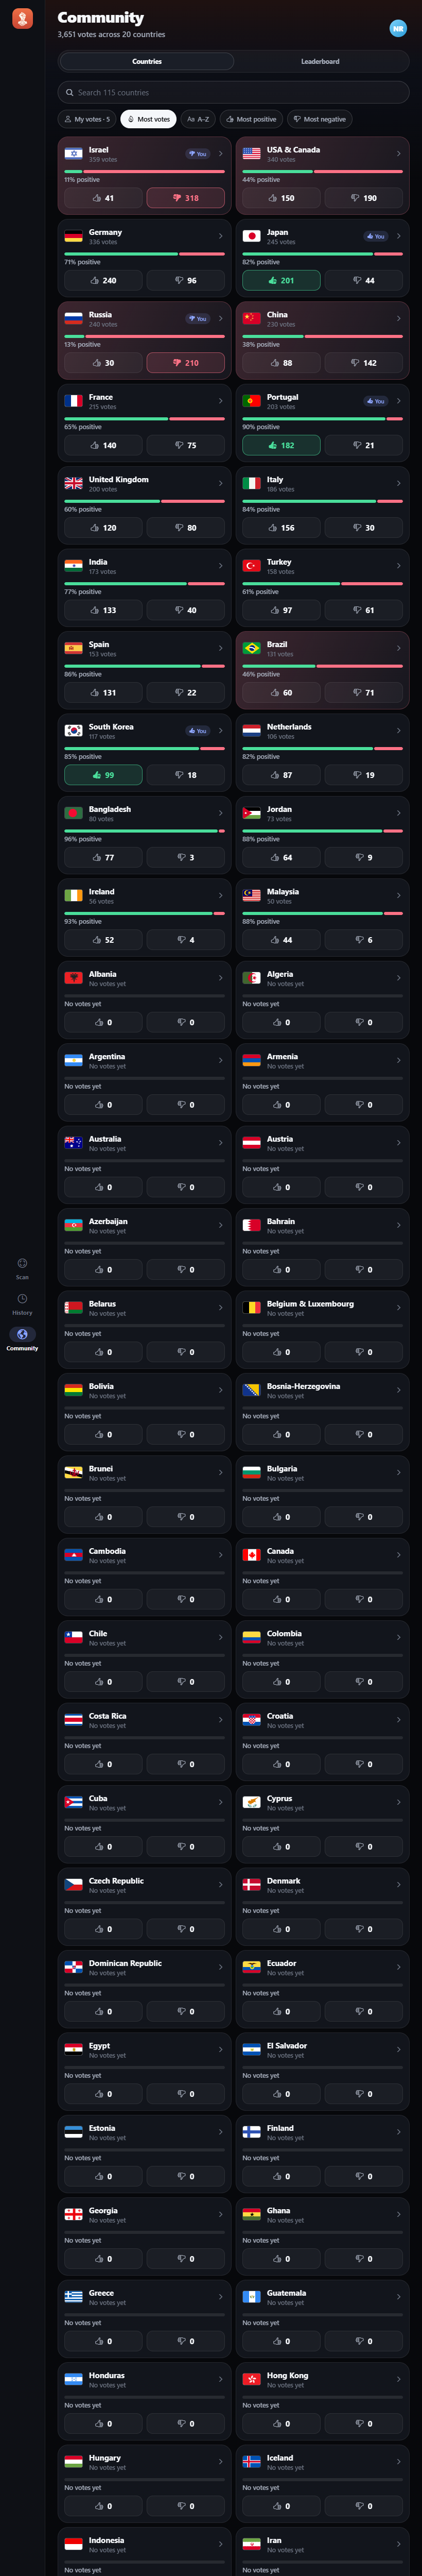 Community
3,651 votes across 20 countries
NR
Countries
Leaderboard
Search 115 countries
My votes · 5
Most votes
Aa A–Z
Most positive
Most negative
Israel
359 votes
You
11% positive
41
318
USA & Canada
340 votes
44% positive
150
190
Germany
336 votes
71% positive
240
96
Japan
245 votes
You
82% positive
201
44
Russia
240 votes
You
13% positive
30
210
China
230 votes
38% positive
88
142
France
215 votes
65% positive
140
75
Portugal
203 votes
You
90% positive
182
21
United Kingdom
200 votes
60% positive
120
80
Italy
186 votes
84% positive
156
30
India
173 votes
77% positive
133
40
Turkey
158 votes
61% positive
97
61
Spain
153 votes
86% positive
131
22
Brazil
131 votes
46% positive
60
71
South Korea
117 votes
You
85% positive
99
18
Netherlands
106 votes
82% positive
87
19
Bangladesh
80 votes
96% positive
77
3
Jordan
73 votes
88% positive
64
9
Ireland
56 votes
93% positive
52
4
Malaysia
50 votes
88% positive
44
6
Albania
No votes yet
No votes yet
0
0
Algeria
No votes yet
No votes yet
0
0
Argentina
No votes yet
No votes yet
0
0
Armenia
No votes yet
No votes yet
0
0
Australia
No votes yet
No votes yet
0
0
Austria
No votes yet
No votes yet
0
0
Azerbaijan
No votes yet
No votes yet
0
0
Bahrain
No votes yet
No votes yet
0
0
Scan
History
Community
Belarus
No votes yet
No votes yet
0
0
Belgium & Luxembourg
No votes yet
No votes yet
0
0
Bolivia
No votes yet
No votes yet
0
0
Bosnia-Herzegovina
No votes yet
No votes yet
0
0
Brunei
No votes yet
No votes yet
0
0
Bulgaria
No votes yet
No votes yet
0
0
Cambodia
No votes yet
No votes yet
0
0
Canada
No votes yet
No votes yet
0
0
Chile
No votes yet
No votes yet
0
0
Colombia
No votes yet
No votes yet
0
0
Costa Rica
No votes yet
No votes yet
0
0
Croatia
No votes yet
No votes yet
0
0
Cuba
No votes yet
No votes yet
0
0
Cyprus
No votes yet
No votes yet
0
0
Czech Republic
No votes yet
No votes yet
0
0
Denmark
No votes yet
No votes yet
0
0
Dominican Republic
No votes yet
No votes yet
0
0
Ecuador
No votes yet
No votes yet
0
0
Egypt
No votes yet
No votes yet
0
0
El Salvador
No votes yet
No votes yet
0
0
Estonia
No votes yet
No votes yet
0
0
Finland
No votes yet
No votes yet
0
0
Georgia
No votes yet
No votes yet
0
0
Ghana
No votes yet
No votes yet
0
0
Greece
No votes yet
No votes yet
0
0
Guatemala
No votes yet
No votes yet
0
0
Honduras
No votes yet
No votes yet
0
0
Hong Kong
No votes yet
No votes yet
0
0
Hungary
No votes yet
No votes yet
0
0
Iceland
No votes yet
No votes yet
0
0
Indonesia
No votes yet
No votes yet
Iran
No votes yet
No votes yet